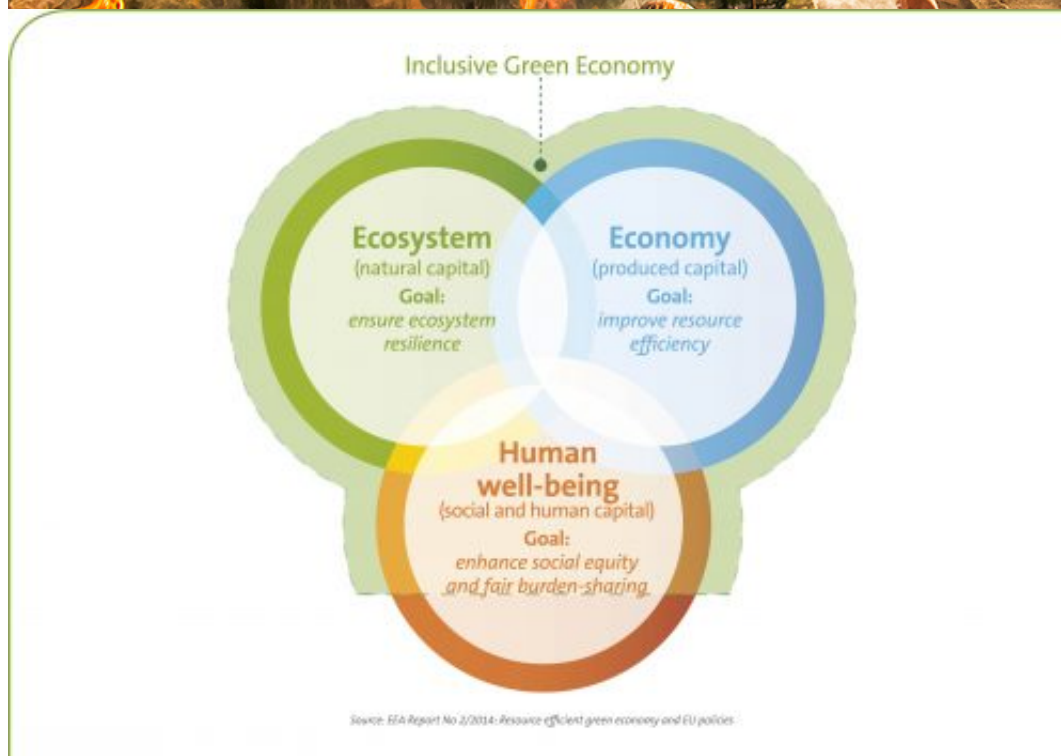 Inclusive Green Economy
Ecosystem
(natural capital)
Goal:
ensure ecosystem
resilience
Economy
(produced capital)
Goal:
improve resource
efficiency
Human
well-being
(social and human capital)
Goal:
enhance social equity
and fair burden-sharing
Source: EEA Report No 2/2014: Resource-efficient green economy and EU policies